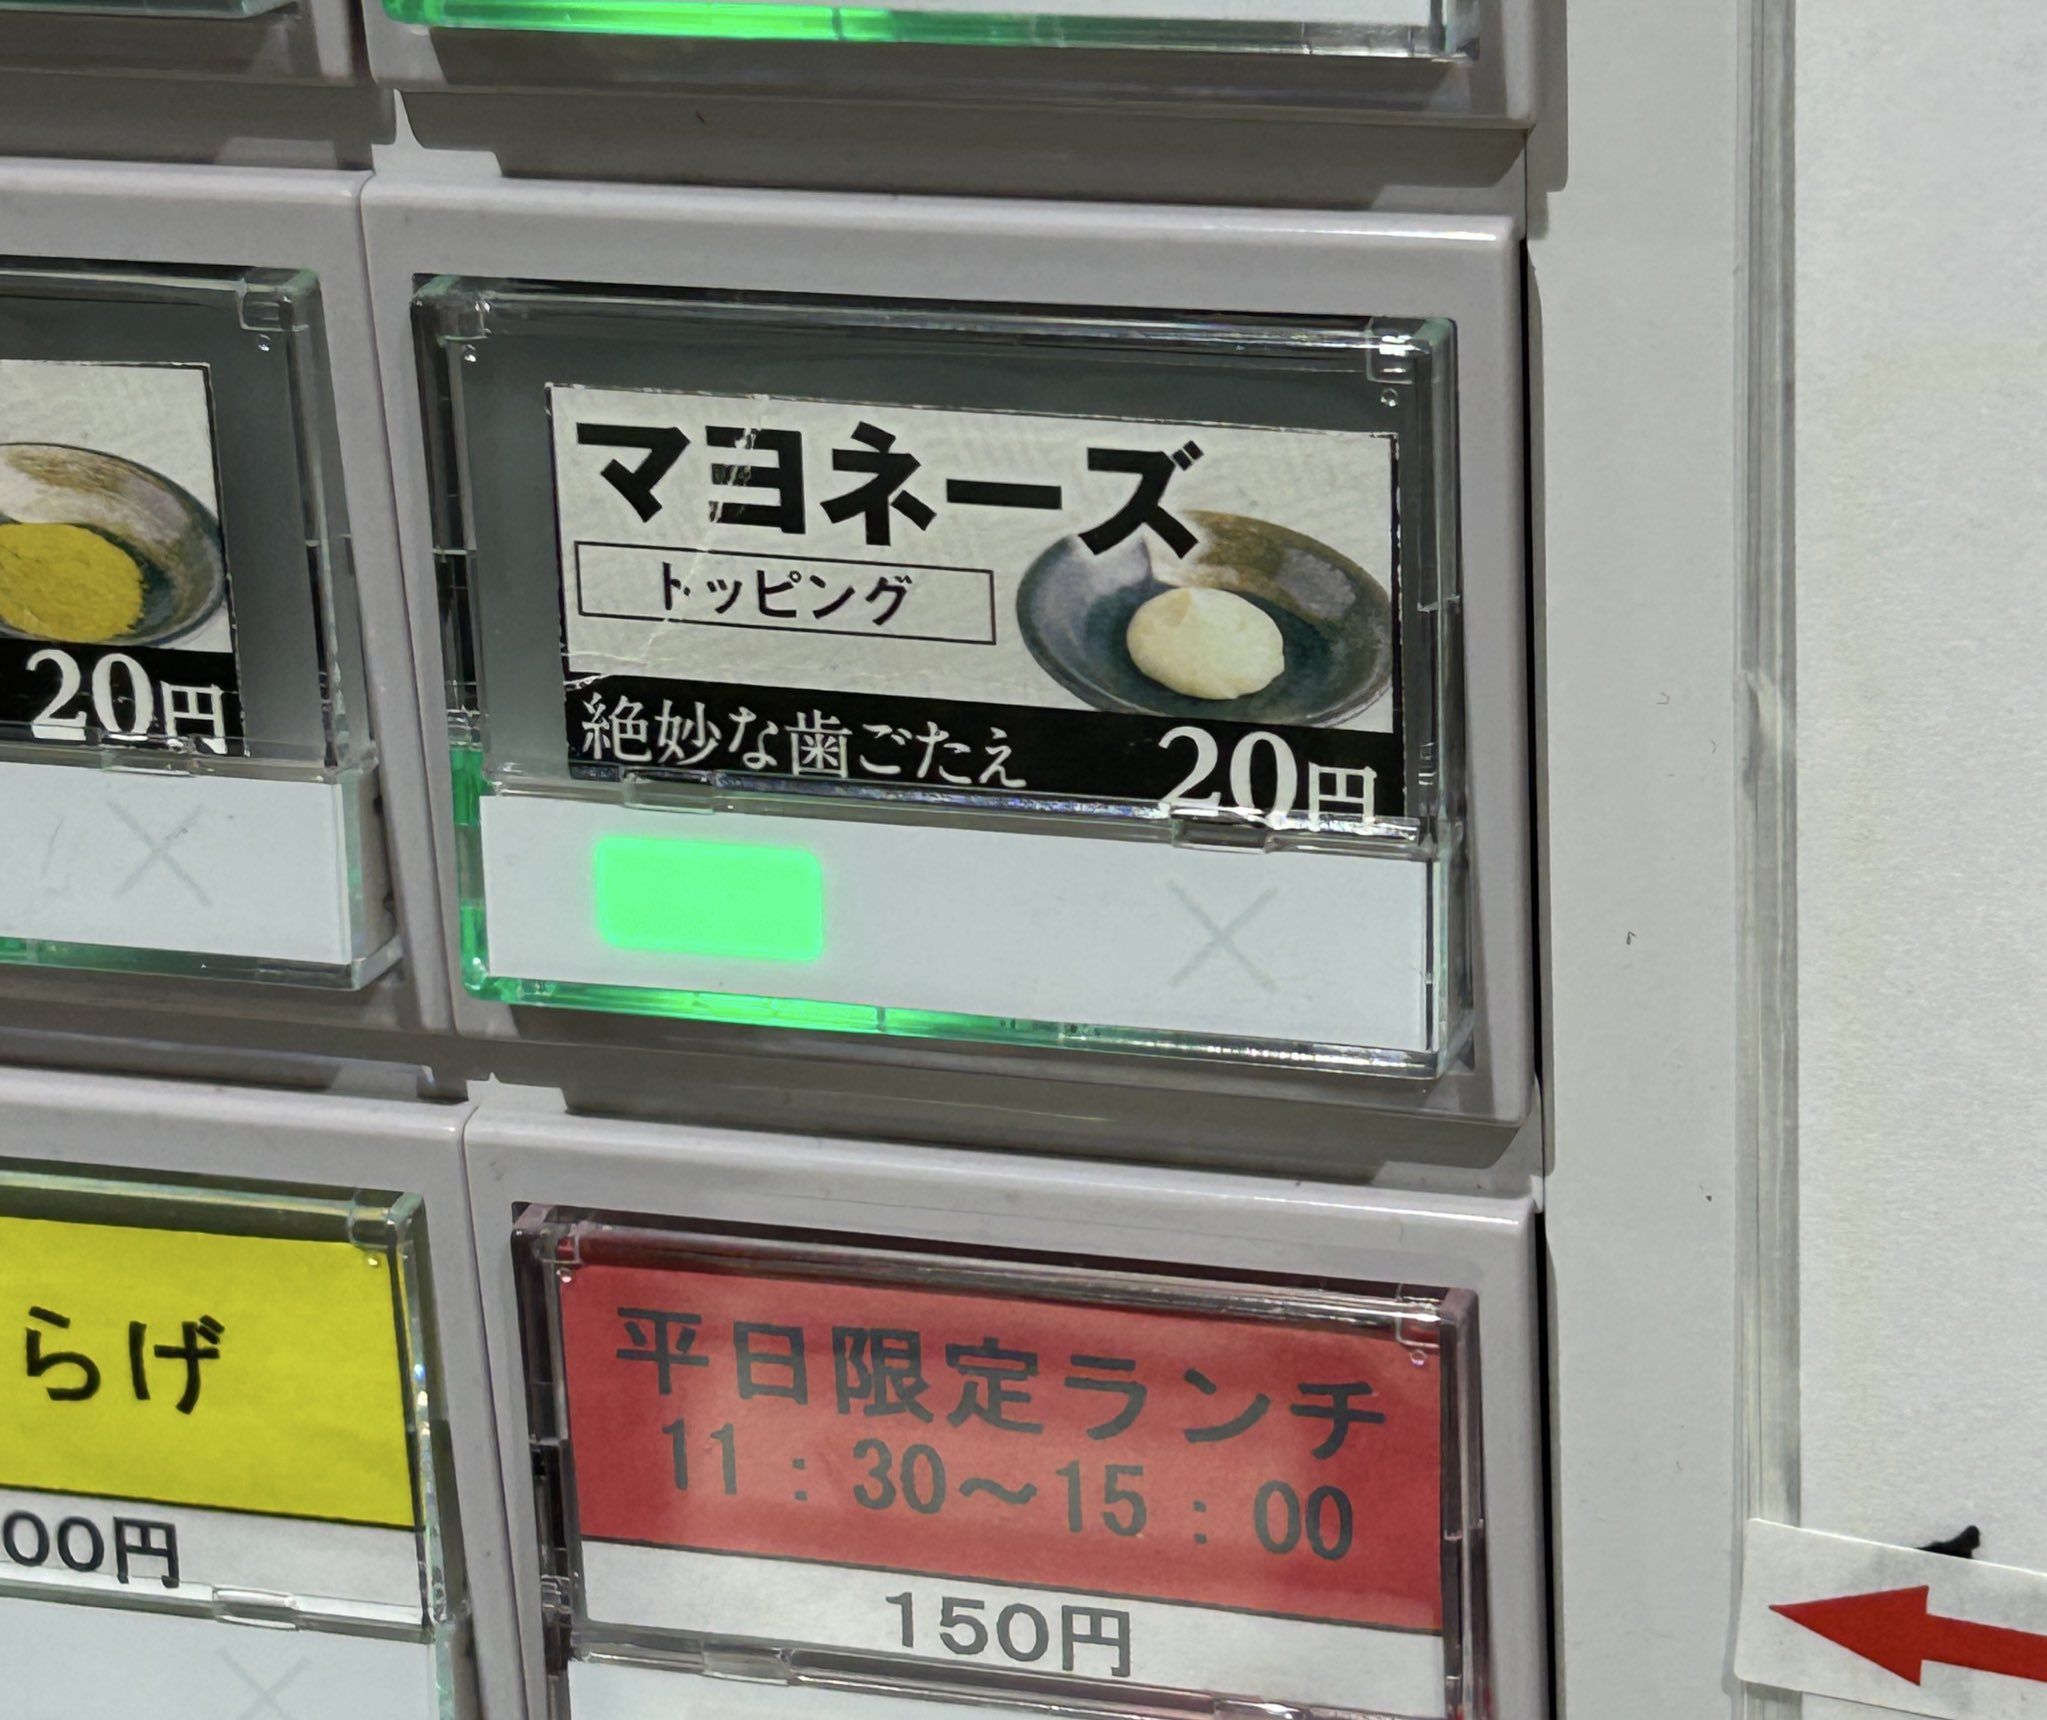 マヨネーズ
トッピング
絶妙な歯ごたえ 20円
20円
らげ
00円
平日限定ランチ
11：30～15：00
150円